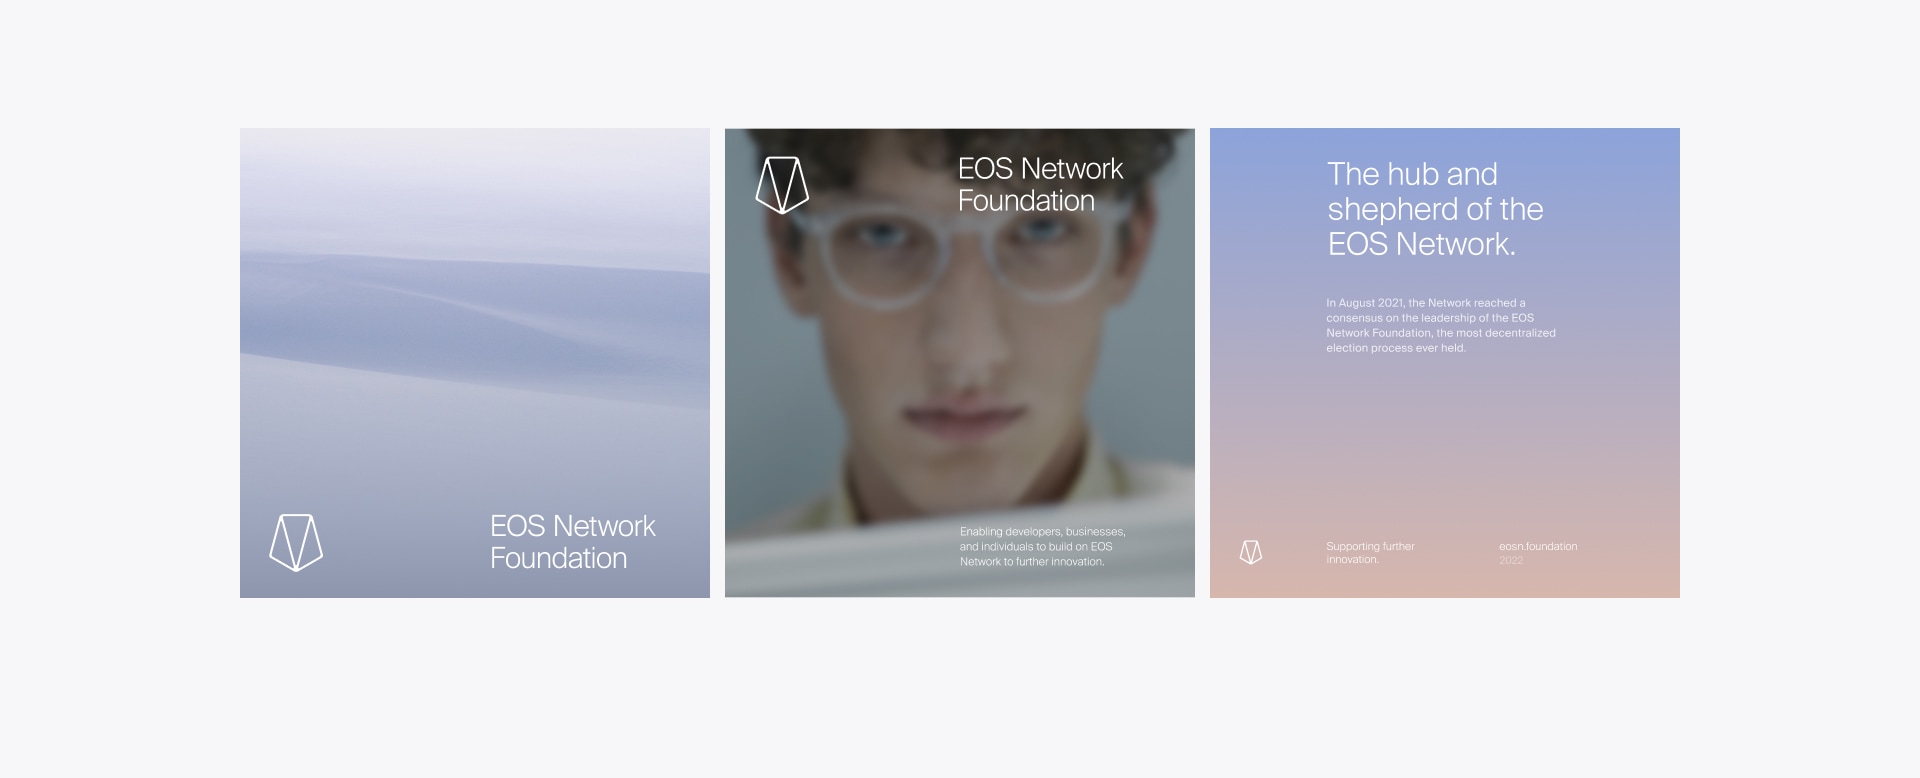 EOS Network
Foundation
EOS Network
Foundation
Enabling developers, businesses,
and individuals to build on EOS
Network to further innovation.
The hub and
shepherd of the
EOS Network.
In August 2021, the Network reached a
consensus on the leadership of the EOS
Network Foundation, the most decentralized
election process ever held.
Supporting further
innovation.
eosn.foundation
2022